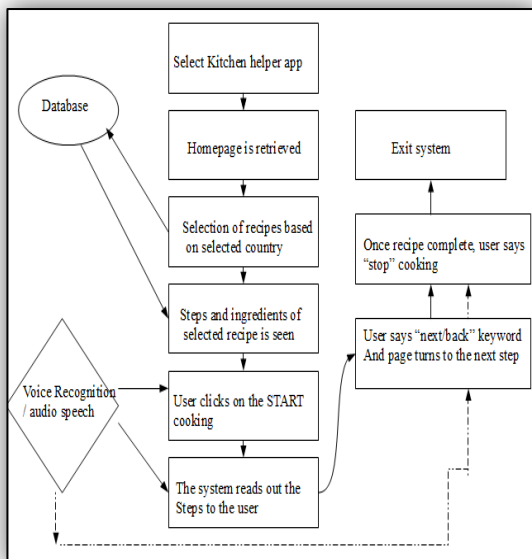 Select Kitchen helper app
Database
Homepage is retrieved
Exit system
Selection of recipes based
on selected country
Once recipe complete, user says
“stop” cooking
Steps and ingredients of
selected recipe is seen
User says “next/back” keyword
And page turns to the next step
Voice Recognition
/ audio speech
User clicks on the START
cooking
The system reads out the
Steps to the user